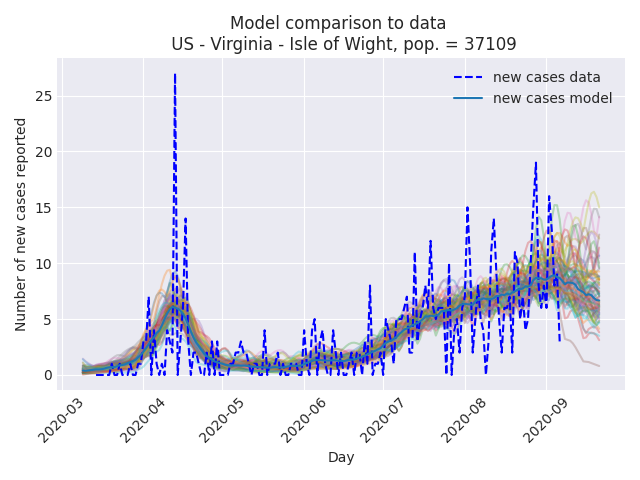 Model comparison to data
US - Virginia - Isle of Wight, pop. = 37109
new cases data
new cases model
Number of new cases reported
25
20
15
10
5
0
2020-03
2020-04
2020-05
2020-06
2020-07
2020-08
2020-09
Day